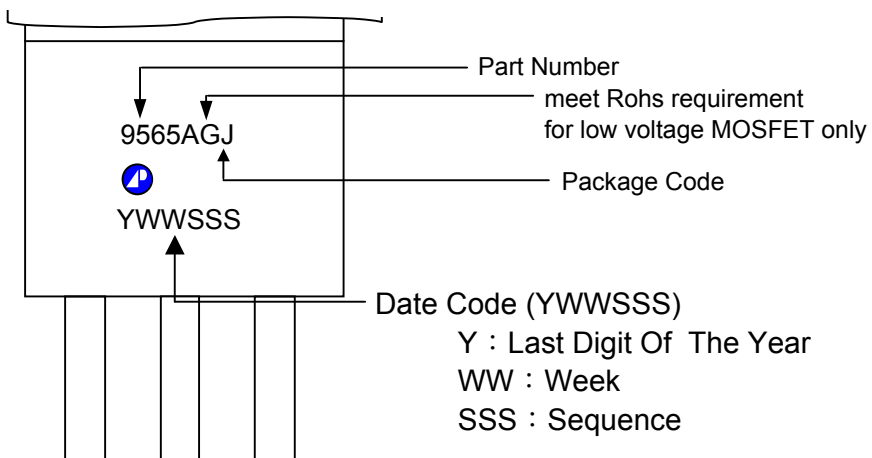 Part Number
meet Rohs requirement
for low voltage MOSFET only
9565AGJ
Package Code
YWWSSS
Date Code (YWWSSS)
Y：Last Digit Of The Year
WW：Week
SSS：Sequence